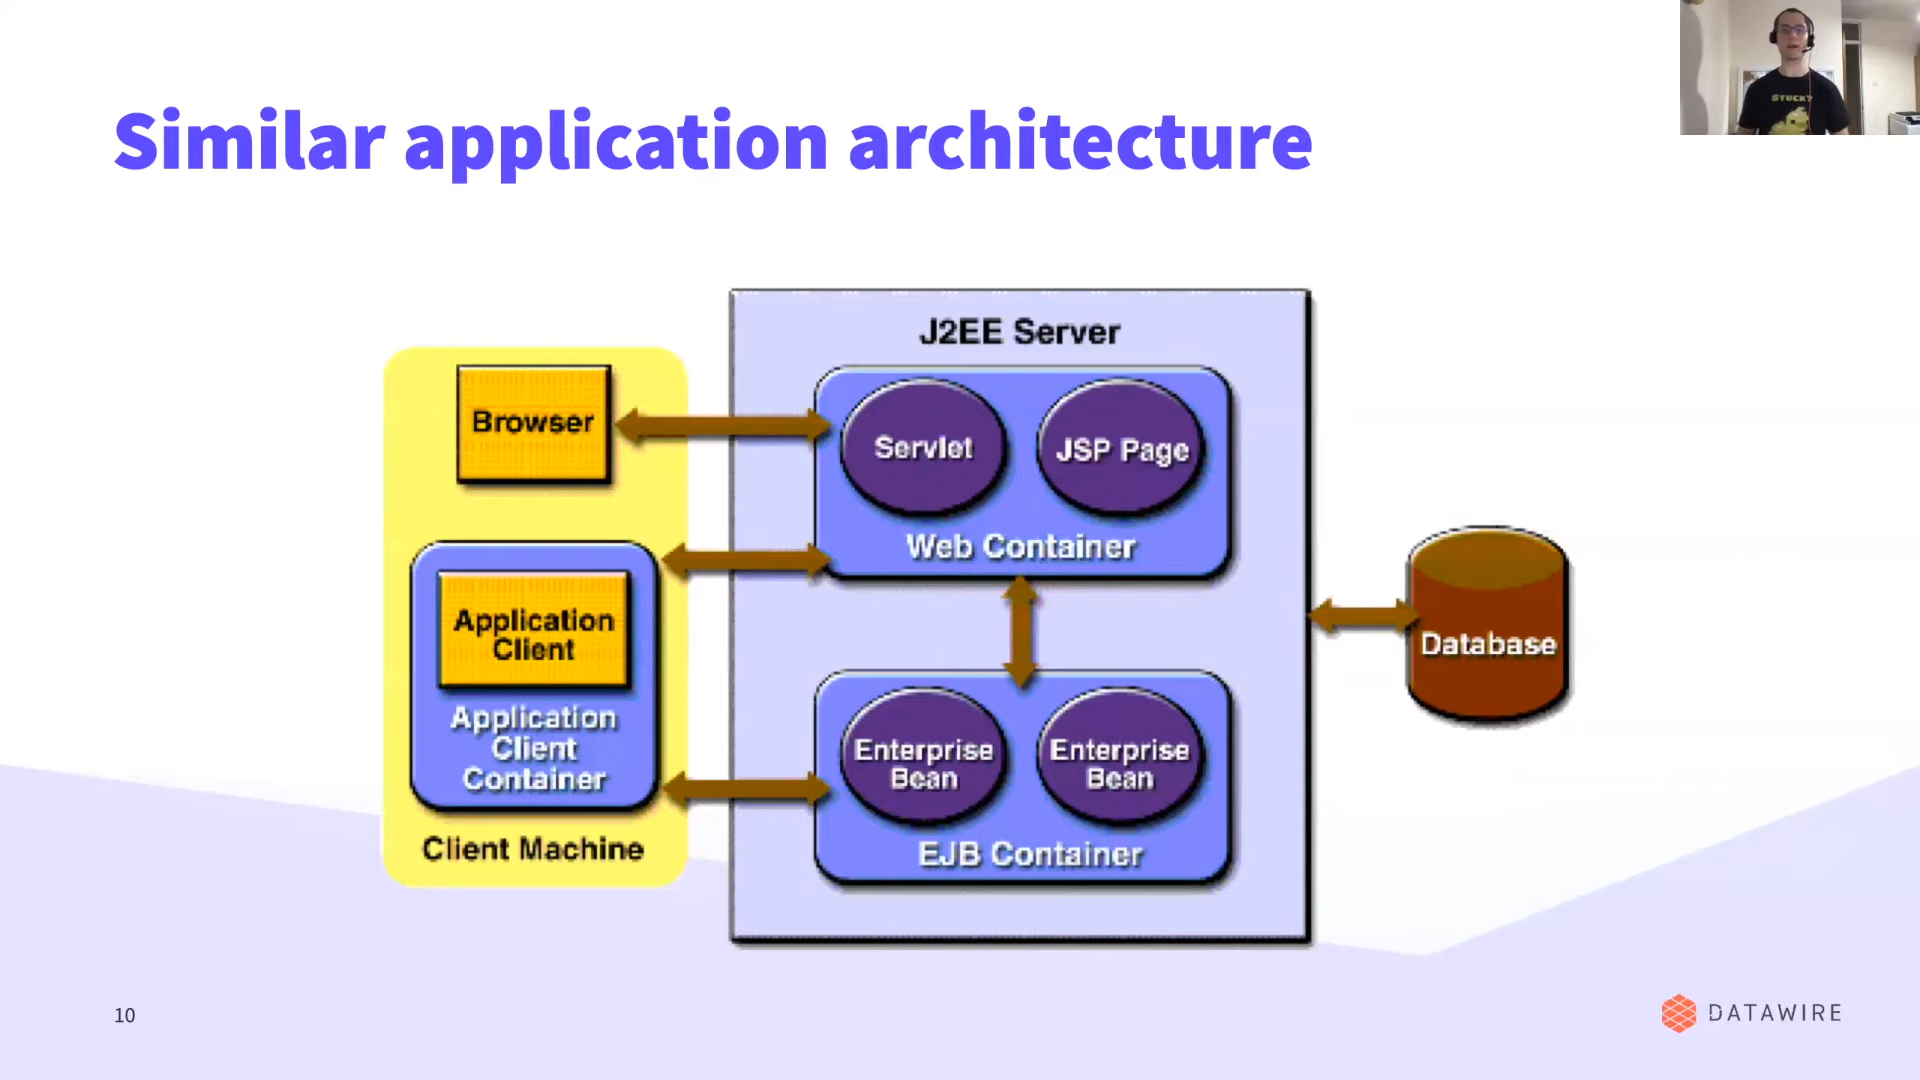 Similar application architecture
STUCK?
J2EE Server
Browser
Servlet
JSP Page
Web Container
Application
Client
Application
Client
Container
Client Machine
Enterprise
Bean
Enterprise
Bean
EJB Container
Database
10
DATAWIRE